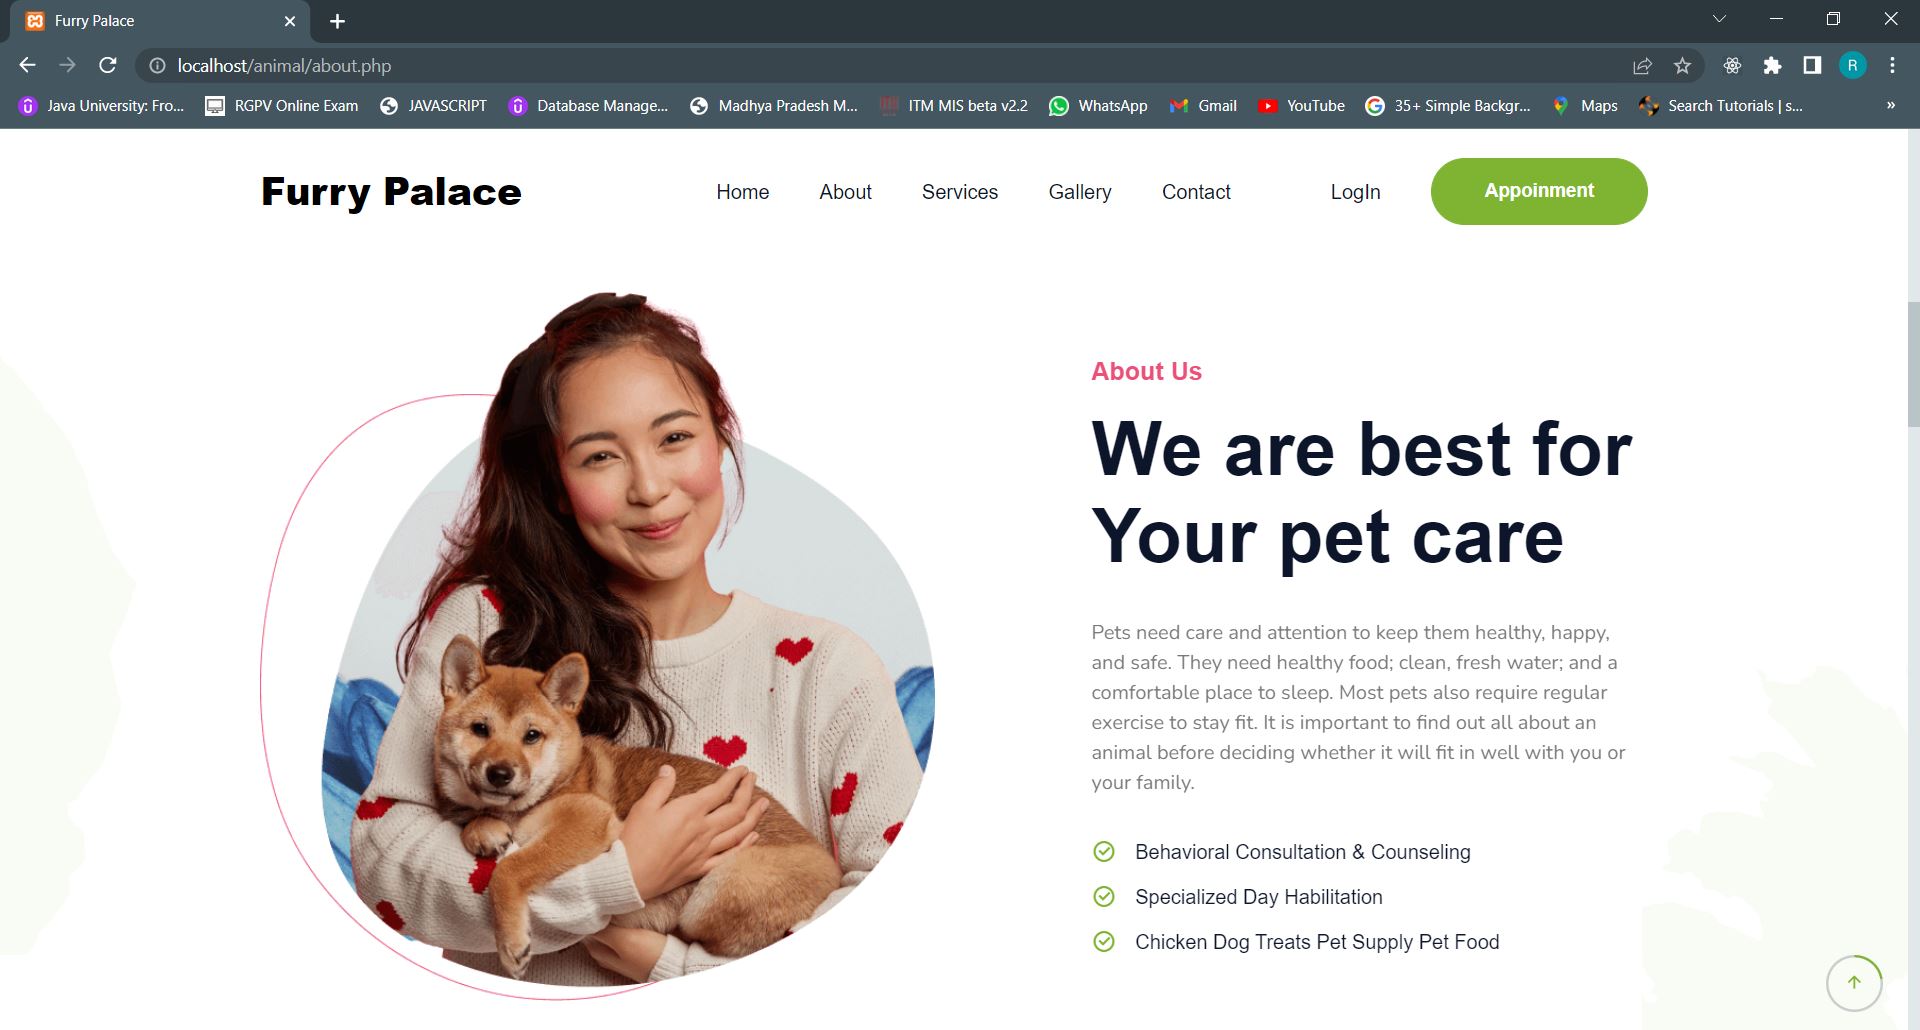 Furry Palace
localhost/animal/about.php
R
Java University: Fro...
RGPV Online Exam
JAVASCRIPT
Database Manage...
Madhya Pradesh M...
ITM MIS beta v2.2
WhatsApp
Gmail
YouTube
35+ Simple Backgr...
Maps
Search Tutorials | s...
»
Furry Palace
Home
About
Services
Gallery
Contact
LogIn
Appoinment
About Us
We are best for
Your pet care
Pets need care and attention to keep them healthy, happy,
and safe. They need healthy food; clean, fresh water; and a
comfortable place to sleep. Most pets also require regular
exercise to stay fit. It is important to find out all about an
animal before deciding whether it will fit in well with you or
your family.
Behavioral Consultation & Counseling
Specialized Day Habilitation
Chicken Dog Treats Pet Supply Pet Food